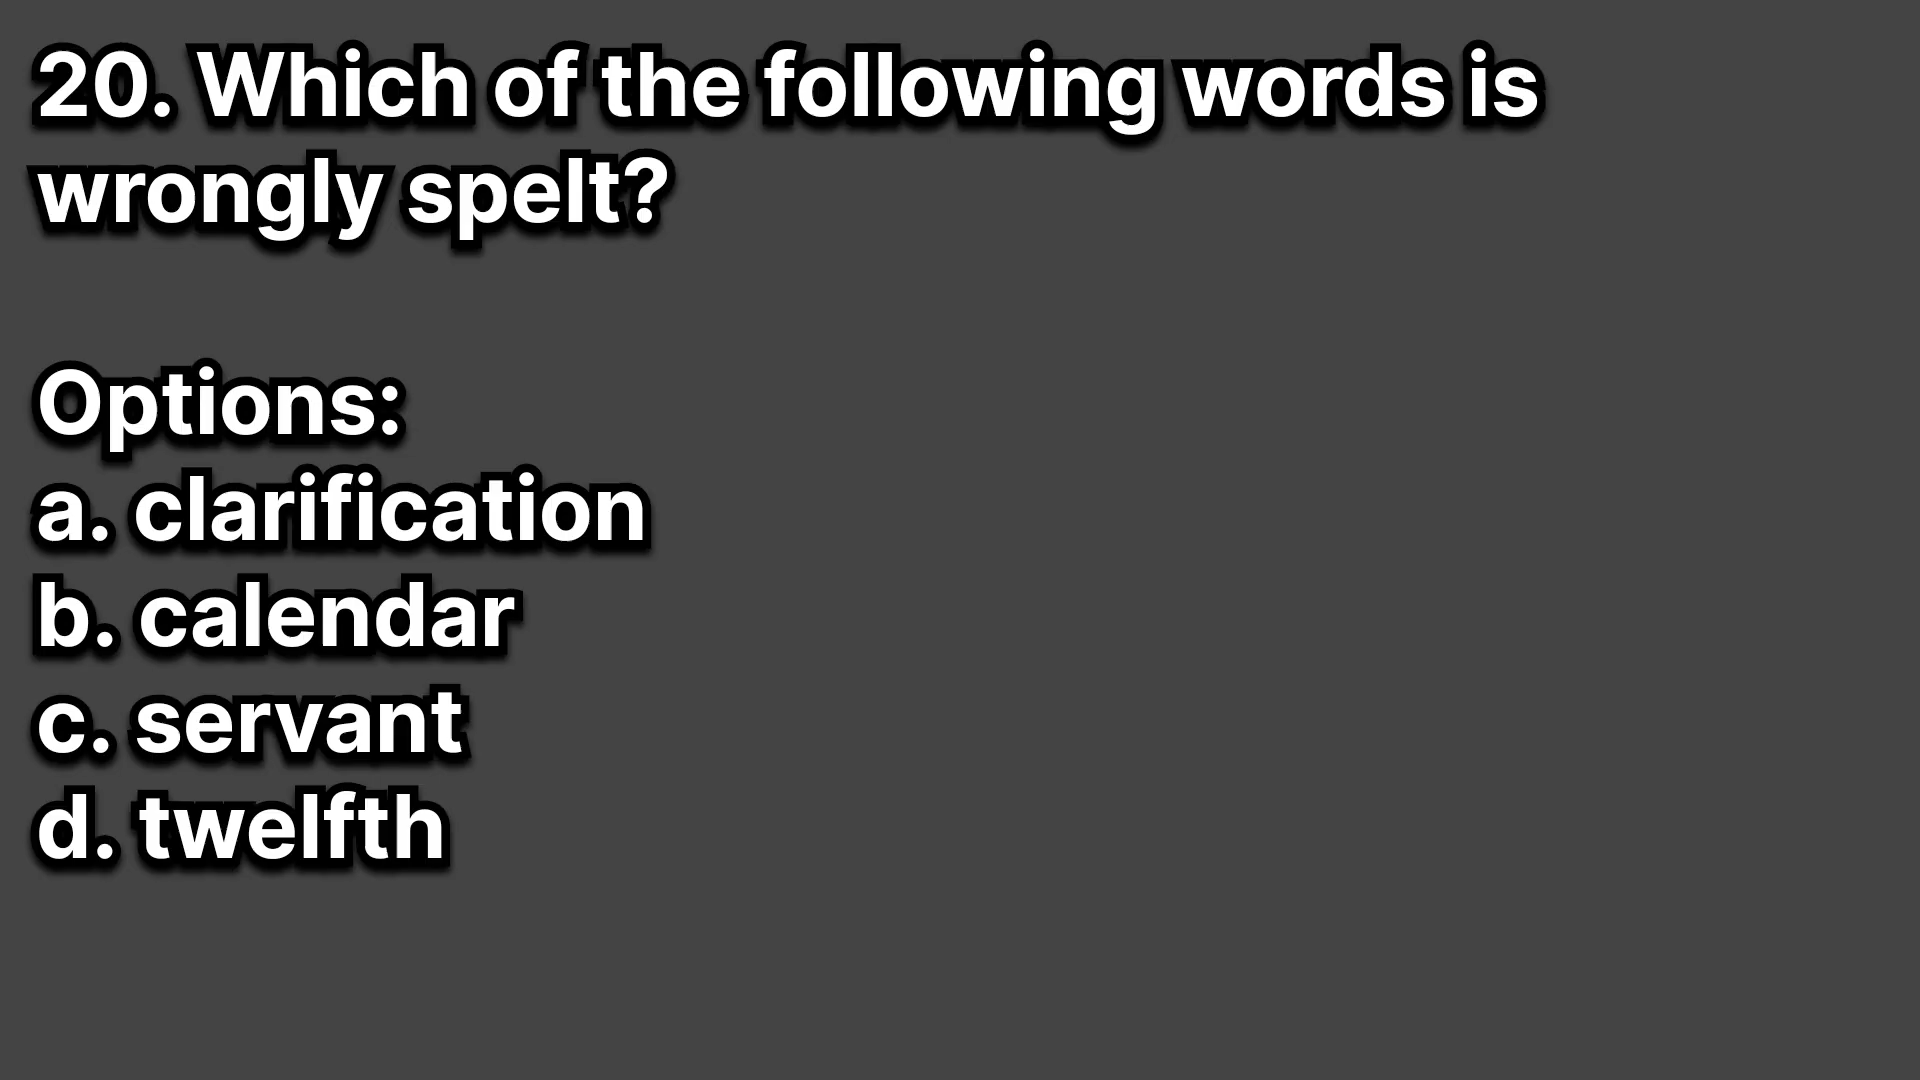 20. Which of the following words is
wrongly spelt?
Options:
a. clarification
b. calendar
c. servant
d. twelfth